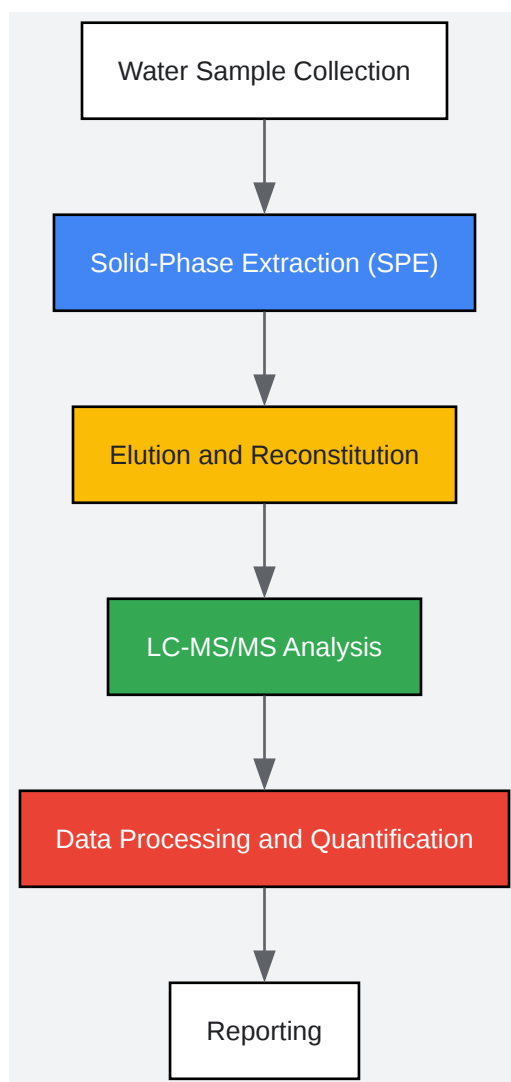 Water Sample Collection
Solid-Phase Extraction (SPE)
Elution and Reconstitution
LC-MS/MS Analysis
Data Processing and Quantification
Reporting